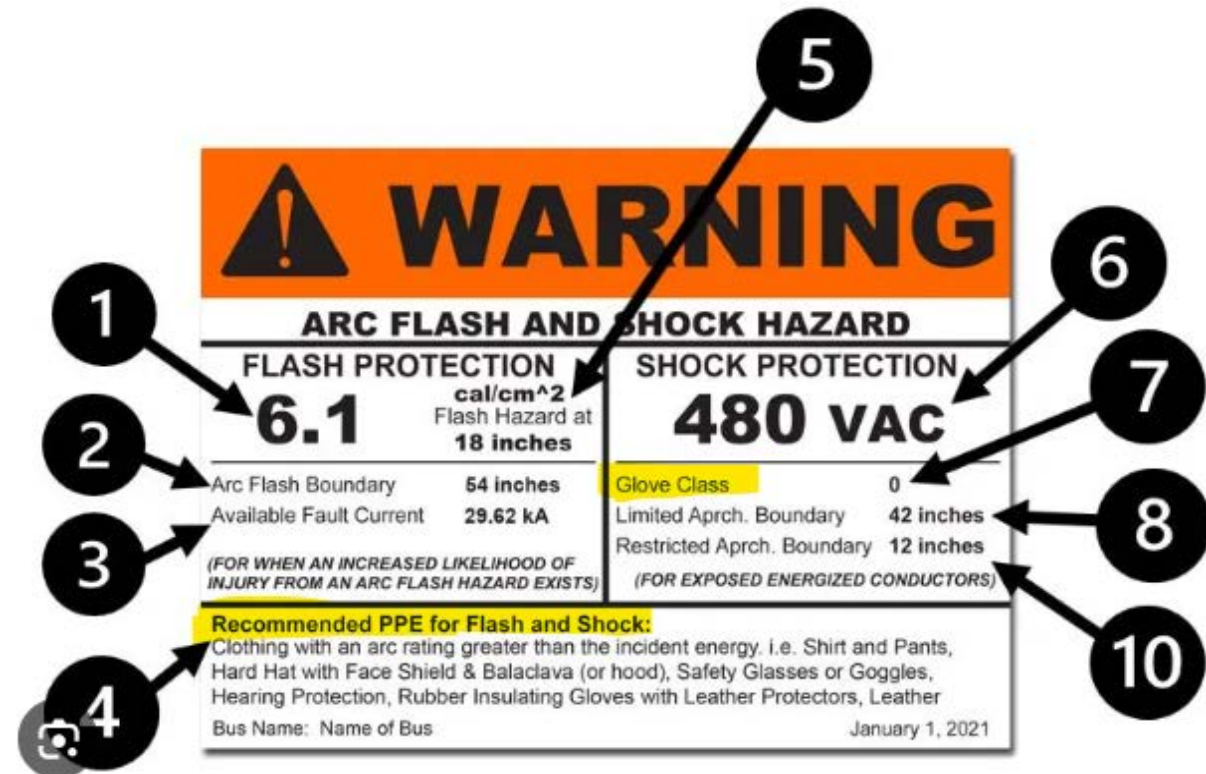 5
WARNING
6
1
ARC FLASH AND SHOCK HAZARD
FLASH PROTECTION
6.1 cal/cm^2
Flash Hazard at
18 inches
SHOCK PROTECTION
480 VAC
7
2
Arc Flash Boundary 54 inches
Available Fault Current 29.62 kA
3
(FOR WHEN AN INCREASED LIKELIHOOD OF
INJURY FROM AN ARC FLASH HAZARD EXISTS)
Glove Class 0
Limited Aprch. Boundary 42 inches
8
Restricted Aprch. Boundary 12 inches
(FOR EXPOSED ENERGIZED CONDUCTORS)
10
Recommended PPE for Flash and Shock:
Clothing with an arc rating greater than the incident energy. i.e. Shirt and Pants,
Hard Hat with Face Shield & Balaclava (or hood), Safety Glasses or Goggles,
Hearing Protection, Rubber Insulating Gloves with Leather Protectors, Leather
4
Bus Name: Name of Bus January 1, 2021